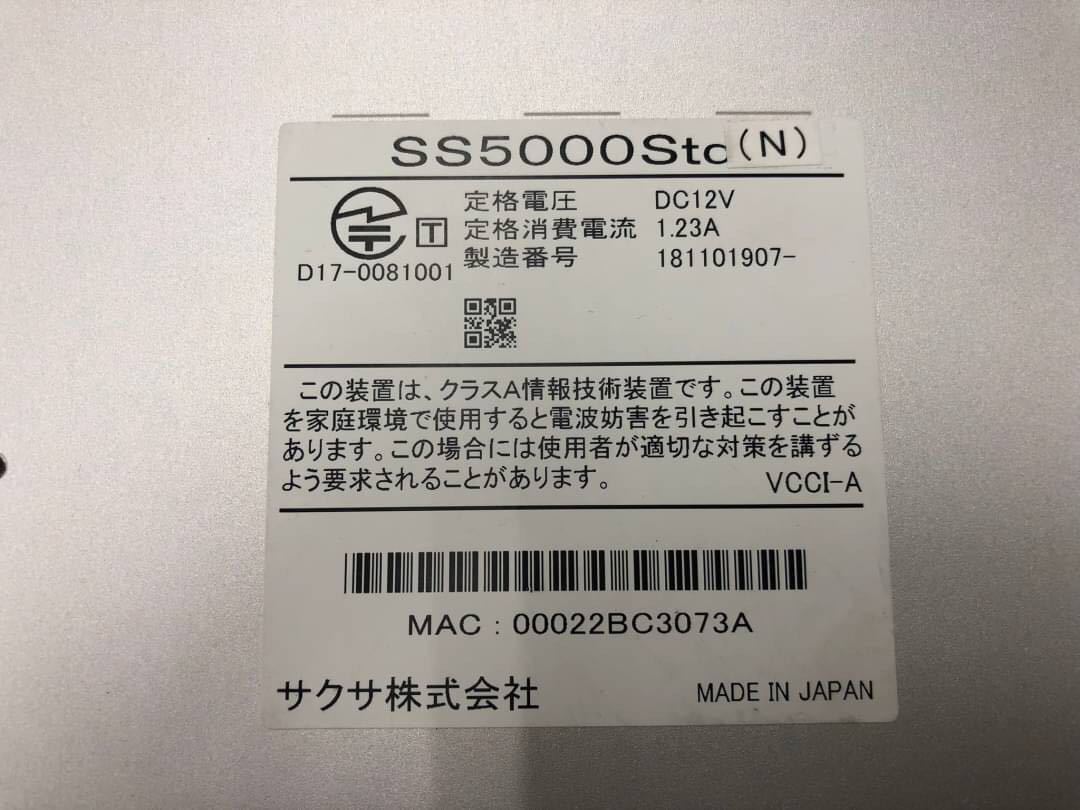 SS5000Std(N)
T
定格電圧 DC12V
定格消費電流 1.23A
製造番号 181101907-
D17-0081001
この装置は、クラスA情報技術装置です。この装置
を家庭環境で使用すると電波妨害を引き起こすことが
あります。この場合には使用者が適切な対策を講ずる
よう要求されることがあります。
VCCI-A
MAC : 00022BC3073A
サクサ株式会社
MADE IN JAPAN